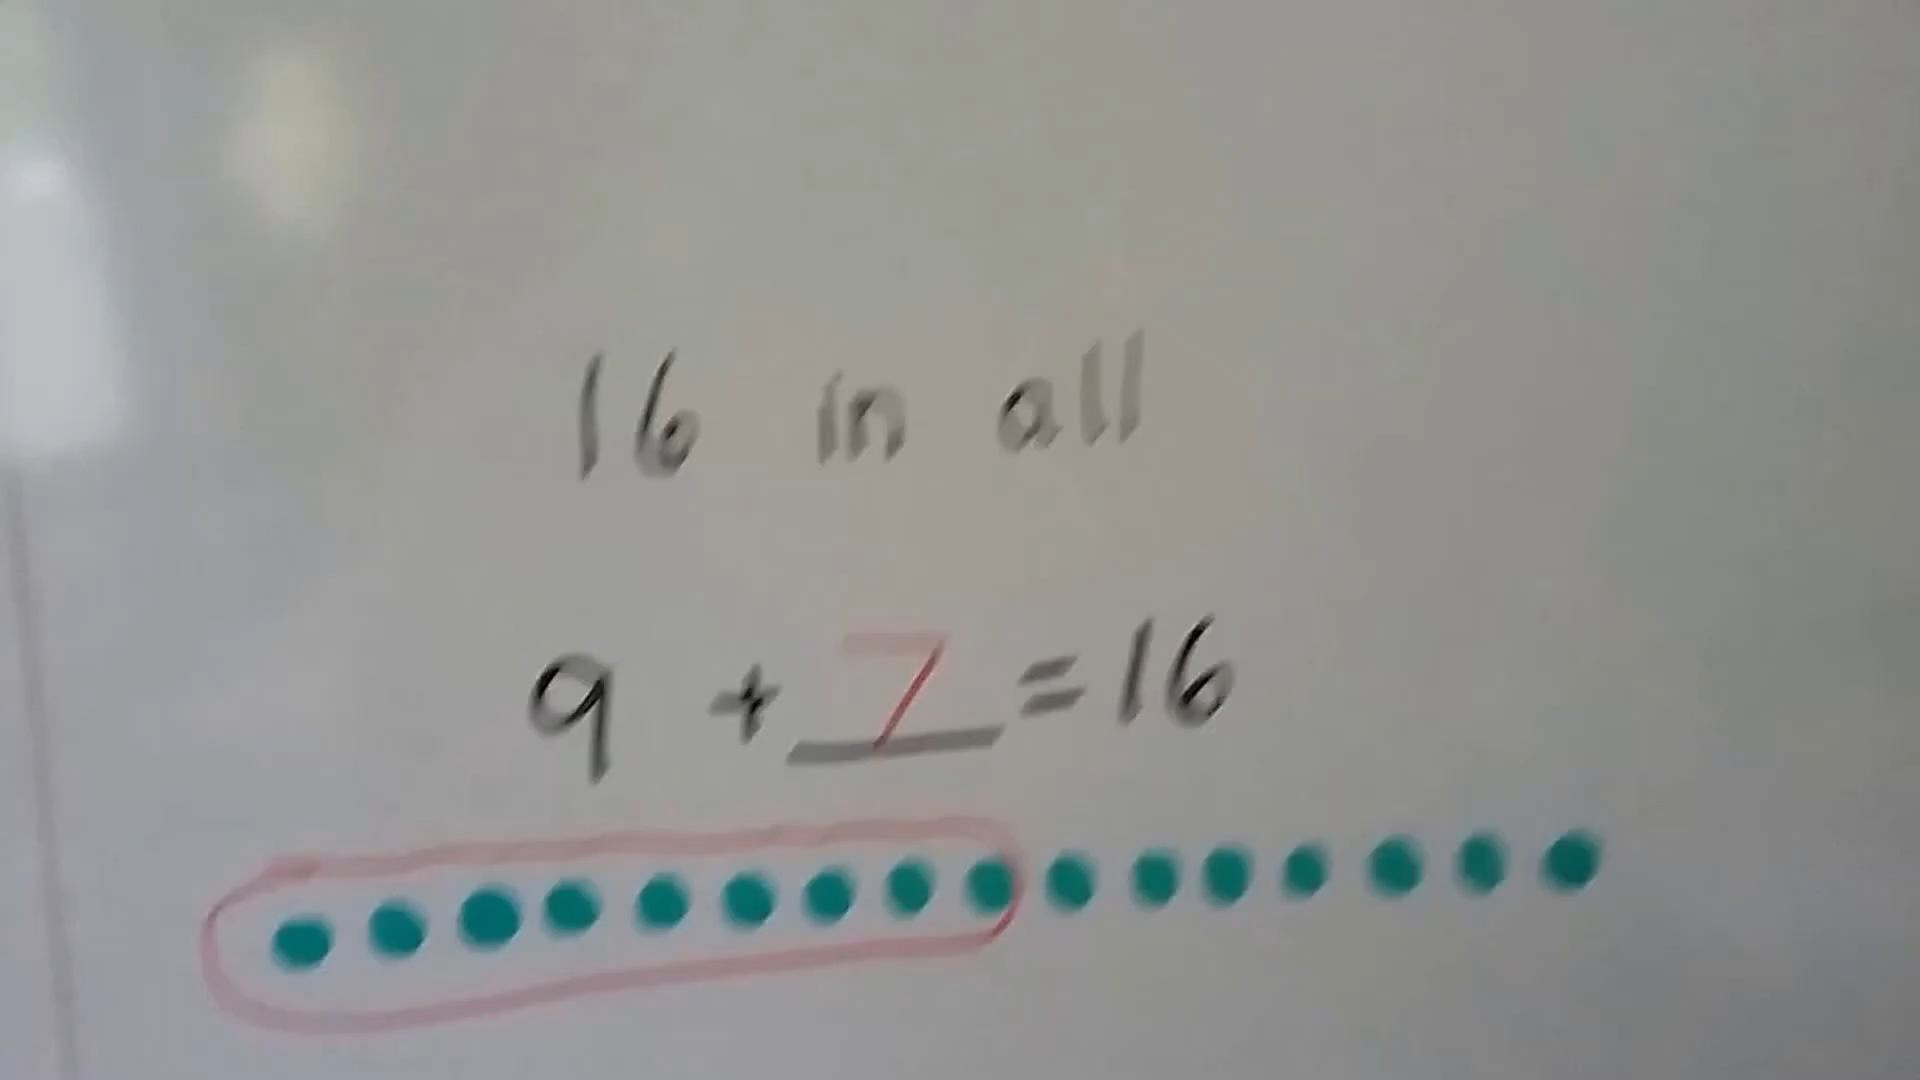 16 in all
9 + 7 = 16